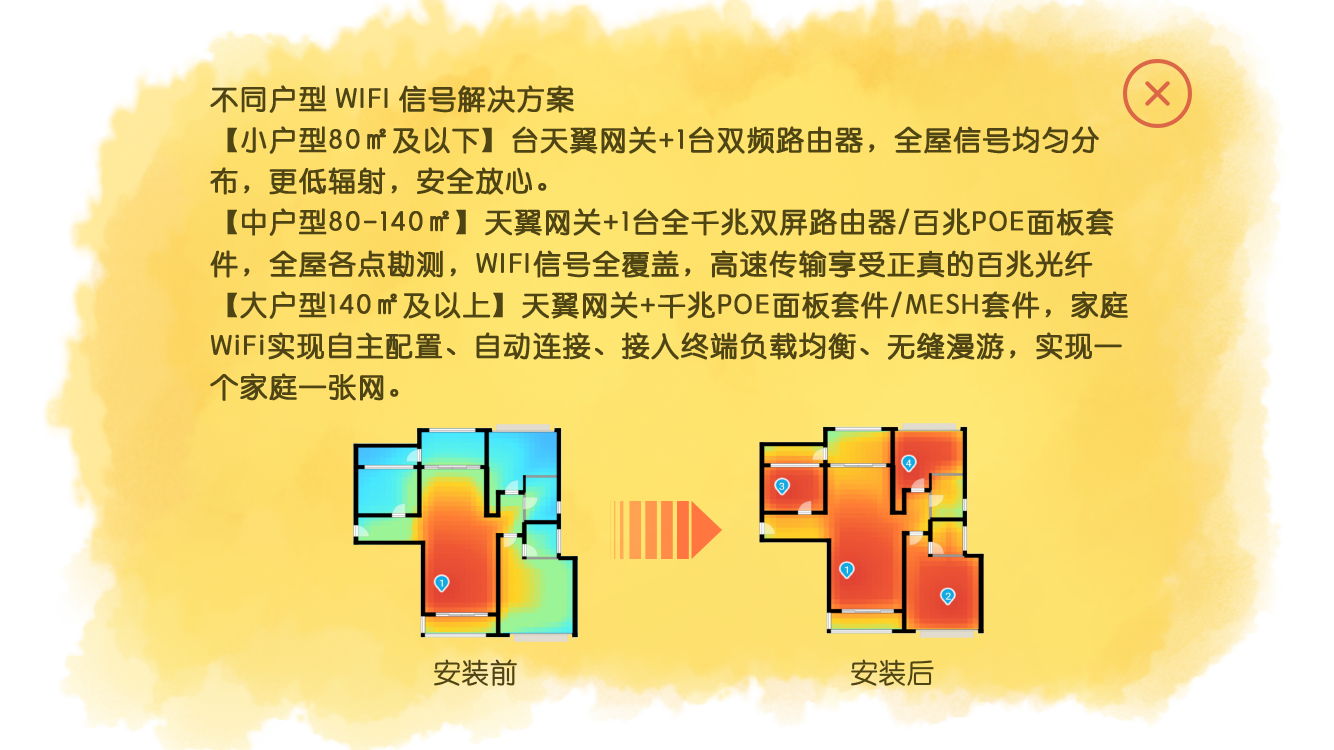 不同户型 WIFI 信号解决方案
【小户型80㎡及以下】台天翼网关+1台双频路由器，全屋信号均匀分
布，更低辐射，安全放心。
【中户型80-140㎡】天翼网关+1台全千兆双屏路由器/百兆POE面板套
件，全屋各点勘测，WIFI信号全覆盖，高速传输享受正真的百兆光纤
【大户型140㎡及以上】天翼网关+千兆POE面板套件/MESH套件，家庭
WiFi实现自主配置、自动连接、接入终端负载均衡、无缝漫游，实现一
个家庭一张网。
1
安装前
4
3
1
2
安装后